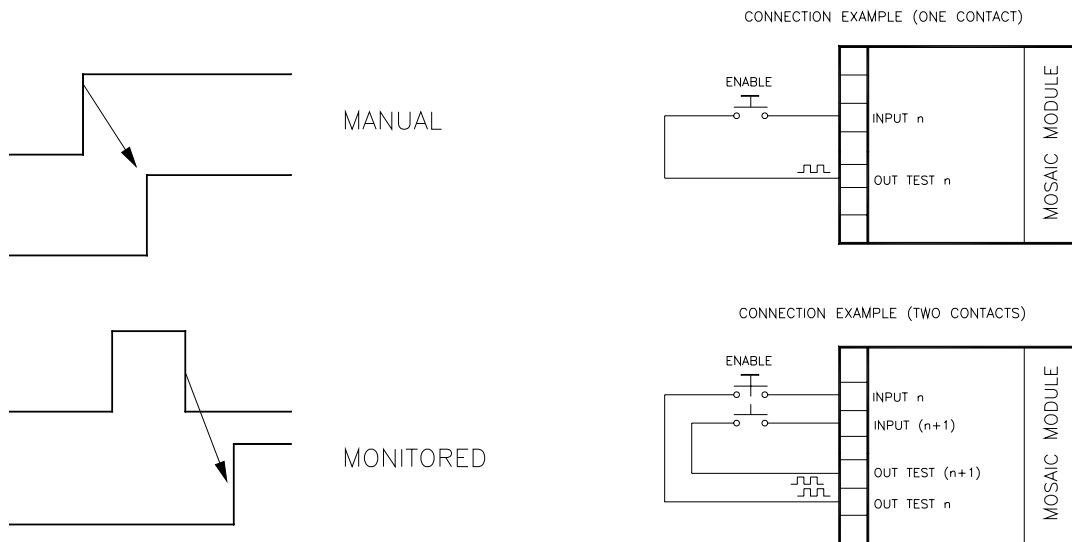 MANUAL
MONITORED
CONNECTION EXAMPLE (ONE CONTACT)
ENABLE
INPUT n
OUT TEST n
MOSAIC MODULE
CONNECTION EXAMPLE (TWO CONTACTS)
ENABLE
INPUT n
INPUT (n+1)
OUT TEST (n+1)
OUT TEST n
MOSAIC MODULE